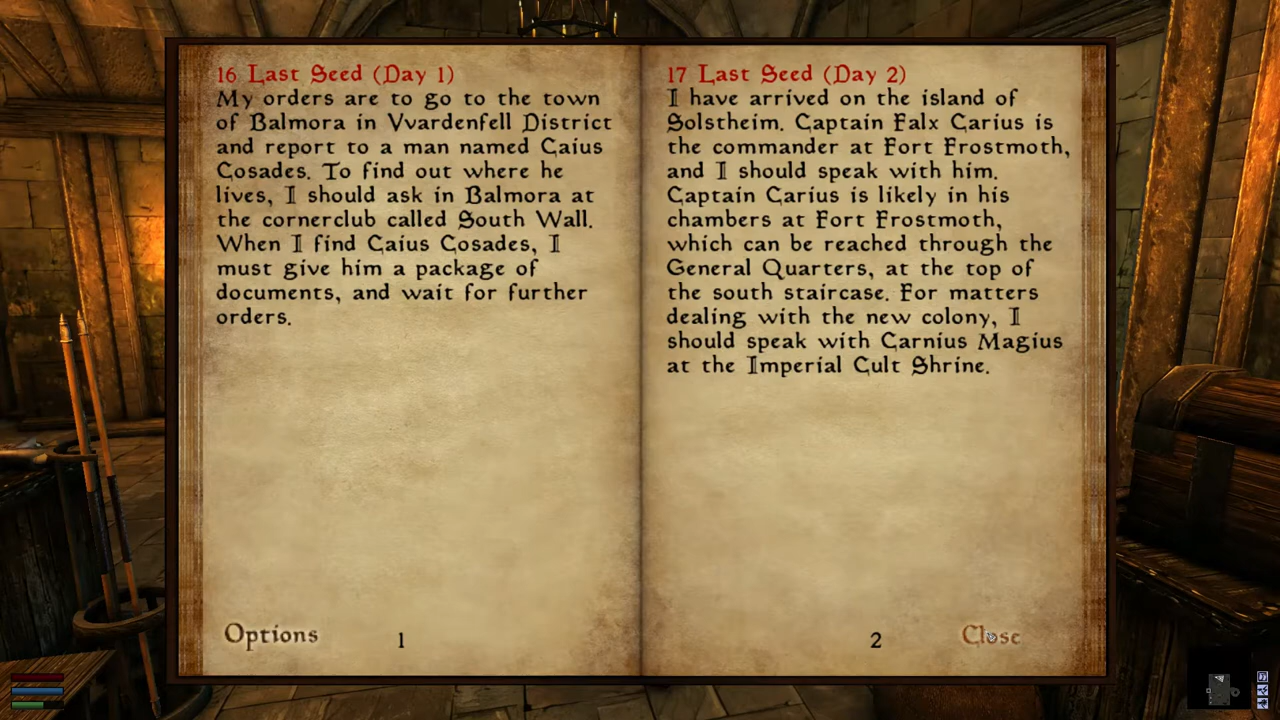 16 Last Seed (Day 1)
My orders are to go to the town
of Balmora in Vvardenfell District
and report to a man named Caius
Cosades. To find out where he
lives, I should ask in Balmora at
the cornerclub called South Wall.
When I find Caius Cosades, I
must give him a package of
documents, and wait for further
orders.
17 Last Seed (Day 2)
I have arrived on the island of
Solstheim. Captain Falx Carius is
the commander at Fort Frostmoth,
and I should speak with him.
Captain Carius is likely in his
chambers at Fort Frostmoth,
which can be reached through the
General Quarters, at the top of
the south staircase. For matters
dealing with the new colony, I
should speak with Carnius Magius
at the Imperial Cult Shrine.
Options
1
2
Close